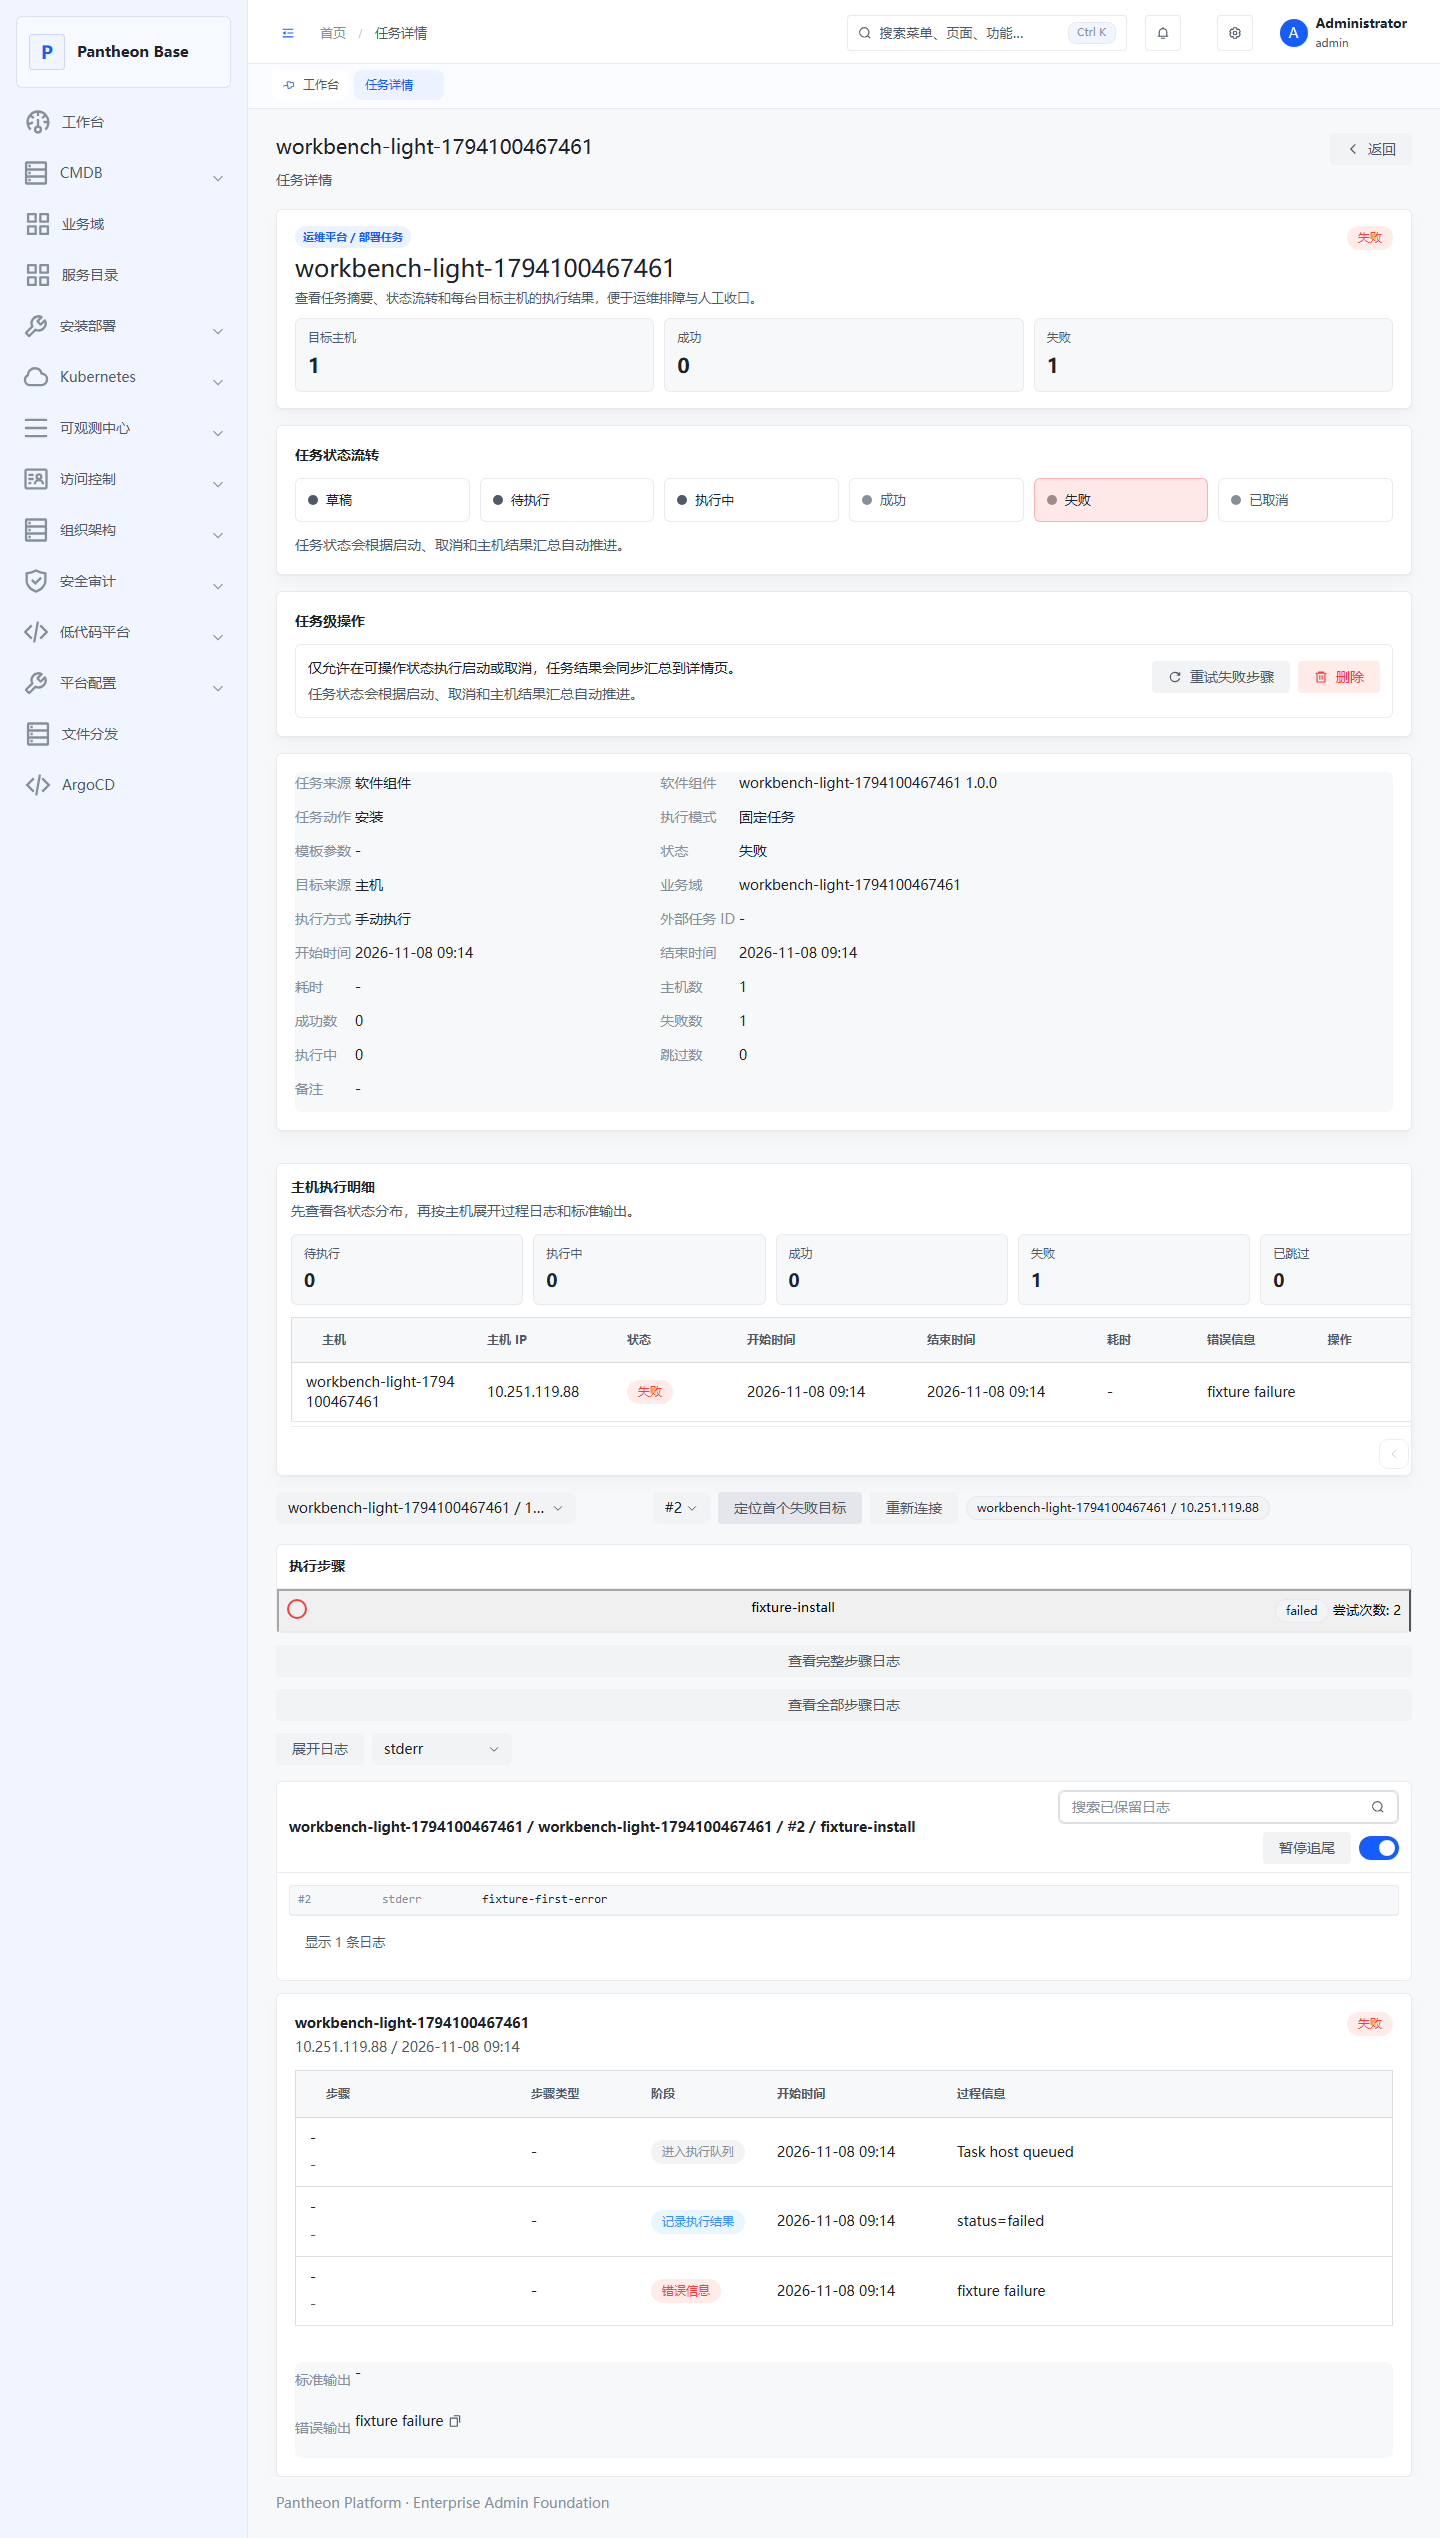 P Pantheon Base
工作台
CMDB
业务域
服务目录
安装部署
Kubernetes
可观测中心
访问控制
组织架构
安全审计
低代码平台
平台配置
文件分发
ArgoCD
首页 / 任务详情
搜索菜单、页面、功能... Ctrl K
A Administrator
admin
工作台 任务详情
workbench-light-1794100467461
返回
任务详情
运维平台 / 部署任务
失败
workbench-light-1794100467461
查看任务摘要、状态流转和每台目标主机的执行结果，便于运维排障与人工收口。
目标主机 成功 失败
1 0 1
任务状态流转
草稿 待执行 执行中 成功 失败 已取消
任务状态会根据启动、取消和主机结果汇总自动推进。
任务级操作
仅允许在可操作状态执行启动或取消，任务结果会同步汇总到详情页。
任务状态会根据启动、取消和主机结果汇总自动推进。
重试失败步骤 删除
任务来源 软件组件 软件组件 workbench-light-1794100467461 1.0.0
任务动作 安装 执行模式 固定任务
模板参数 - 状态 失败
目标来源 主机 业务域 workbench-light-1794100467461
执行方式 手动执行 外部任务 ID -
开始时间 2026-11-08 09:14 结束时间 2026-11-08 09:14
耗时 - 主机数 1
成功数 0 失败数 1
执行中 0 跳过数 0
备注 -
主机执行明细
先查看各状态分布，再按主机展开过程日志和标准输出。
待执行 执行中 成功 失败 已跳过
0 0 0 1 0
主机 主机 IP 状态 开始时间 结束时间 耗时 错误信息 操作
workbench-light-1794
100467461 10.251.119.88 失败 2026-11-08 09:14 2026-11-08 09:14 - fixture failure
workbench-light-1794100467461 / 1... #2 定位首个失败目标 重新连接 workbench-light-1794100467461 / 10.251.119.88
执行步骤
fixture-install failed 尝试次数: 2
查看完整步骤日志
查看全部步骤日志
展开日志 stderr
搜索已保留日志
workbench-light-1794100467461 / workbench-light-1794100467461 / #2 / fixture-install
暂停追尾
#2 stderr fixture-first-error
显示 1 条日志
workbench-light-1794100467461
失败
10.251.119.88 / 2026-11-08 09:14
步骤 步骤类型 阶段 开始时间 过程信息
-
- - 进入执行队列 2026-11-08 09:14 Task host queued
-
- - 记录执行结果 2026-11-08 09:14 status=failed
-
- - 错误信息 2026-11-08 09:14 fixture failure
标准输出 -
错误输出 fixture failure
Pantheon Platform · Enterprise Admin Foundation